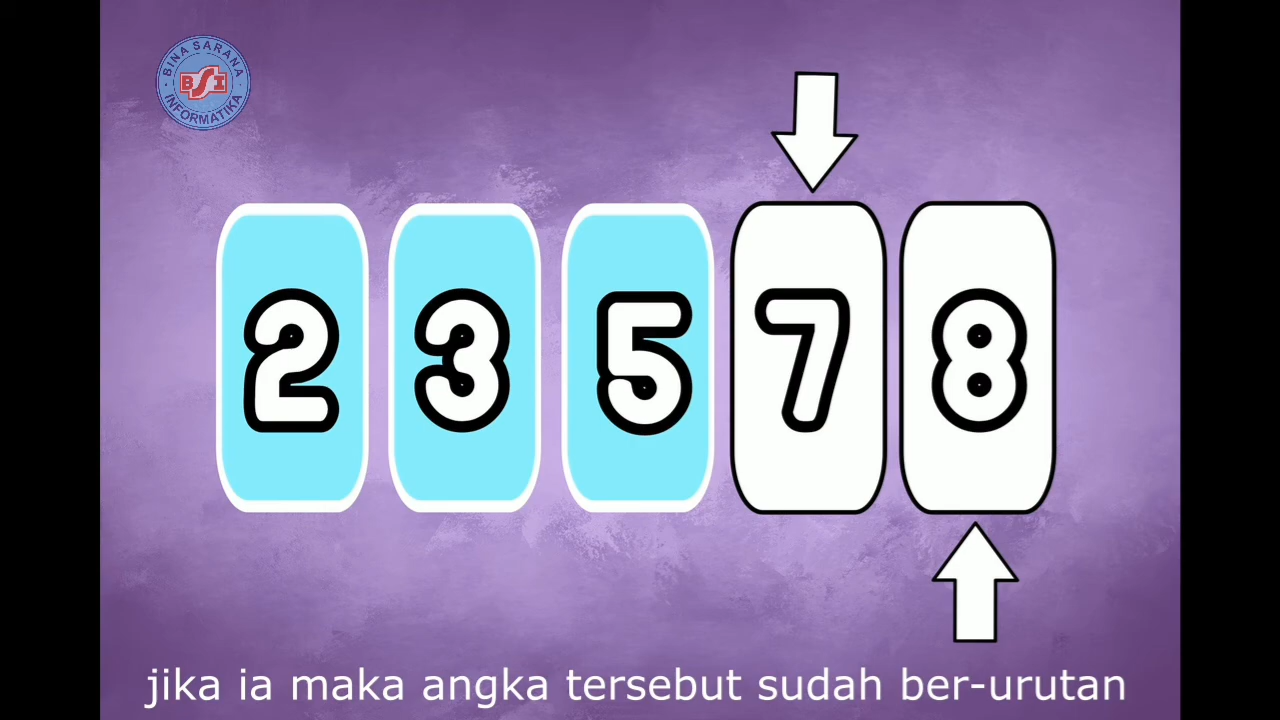 BINA SARANA
BSI
INFORMATIKA
2 3 5 7 8
jika ia maka angka tersebut sudah ber-urutan